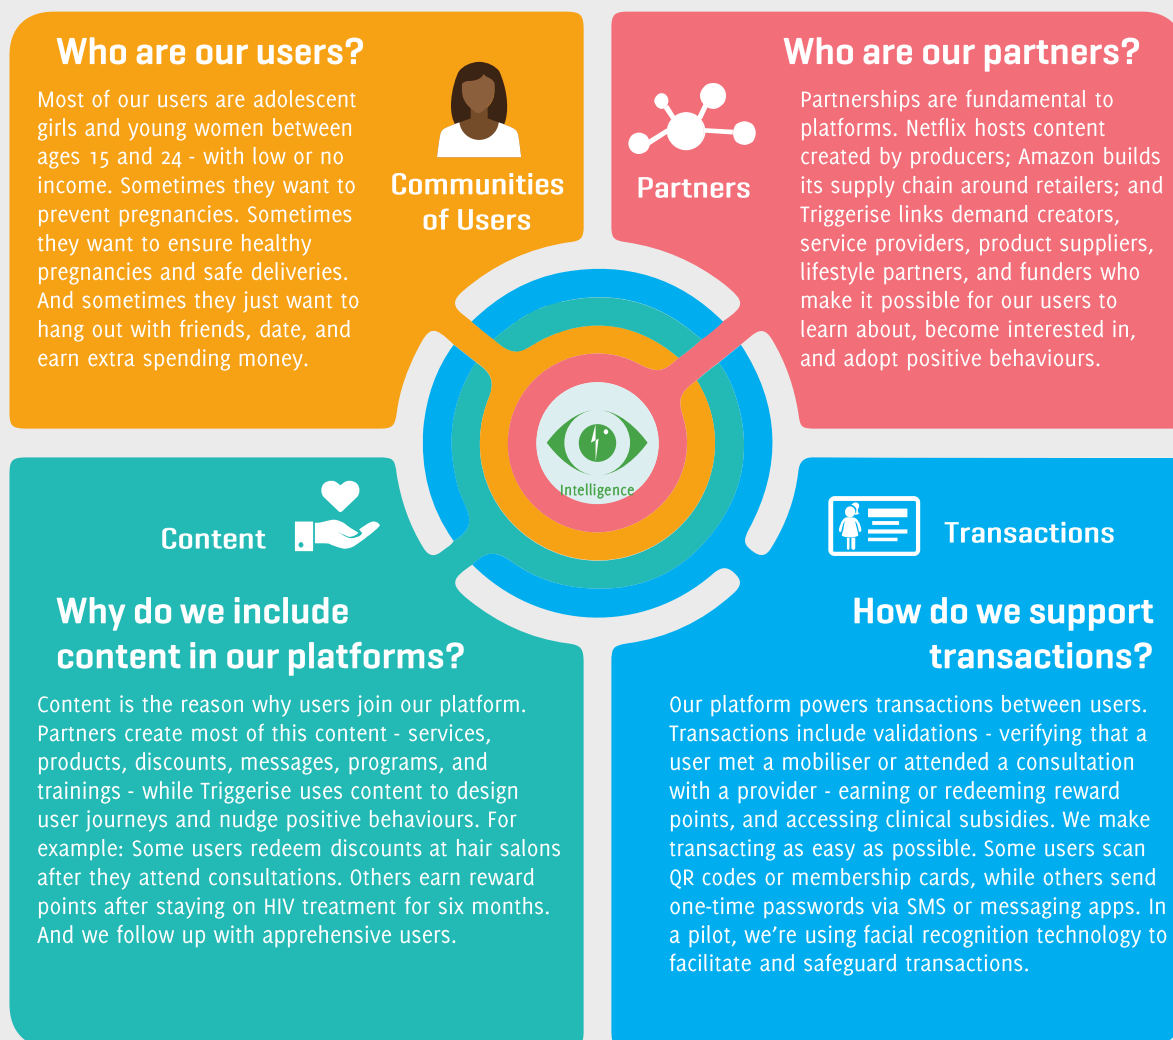 Who are our users?
Most of our users are adolescent
girls and young women between
ages 15 and 24 - with low or no
income. Sometimes they want to
prevent pregnancies. Sometimes
they want to ensure healthy
pregnancies and safe deliveries.
And sometimes they just want to
hang out with friends, date, and
earn extra spending money.
Communities
of Users
Who are our partners?
Partners
Partnerships are fundamental to
platforms. Netflix hosts content
created by producers; Amazon builds
its supply chain around retailers; and
Triggerise links demand creators,
service providers, product suppliers,
lifestyle partners, and funders who
make it possible for our users to
learn about, become interested in,
and adopt positive behaviours.
Intelligence
Content
Why do we include
content in our platforms?
Content is the reason why users join our platform.
Partners create most of this content - services,
products, discounts, messages, programs, and
trainings - while Triggerise uses content to design
user journeys and nudge positive behaviours. For
example: Some users redeem discounts at hair salons
after they attend consultations. Others earn reward
points after staying on HIV treatment for six months.
And we follow up with apprehensive users.
Transactions
How do we support
transactions?
Our platform powers transactions between users.
Transactions include validations - verifying that a
user met a mobiliser or attended a consultation
with a provider - earning or redeeming reward
points, and accessing clinical subsidies. We make
transacting as easy as possible. Some users scan
QR codes or membership cards, while others send
one-time passwords via SMS or messaging apps. In
a pilot, we're using facial recognition technology to
facilitate and safeguard transactions.